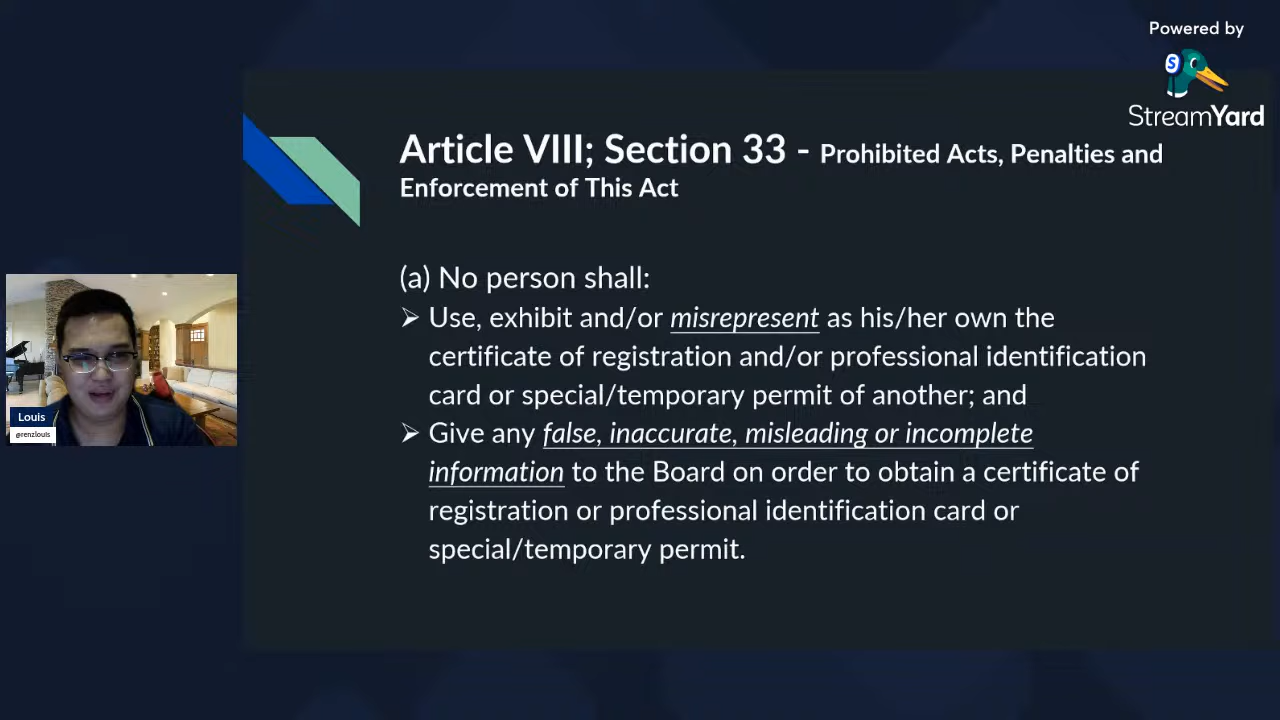 Powered by
StreamYard
Article VIII; Section 33 - Prohibited Acts, Penalties and
Enforcement of This Act
(a) No person shall:
➢ Use, exhibit and/or misrepresent as his/her own the
certificate of registration and/or professional identification
card or special/temporary permit of another; and
➢ Give any false, inaccurate, misleading or incomplete
information to the Board on order to obtain a certificate of
registration or professional identification card or
special/temporary permit.
Louis
@renzlouis